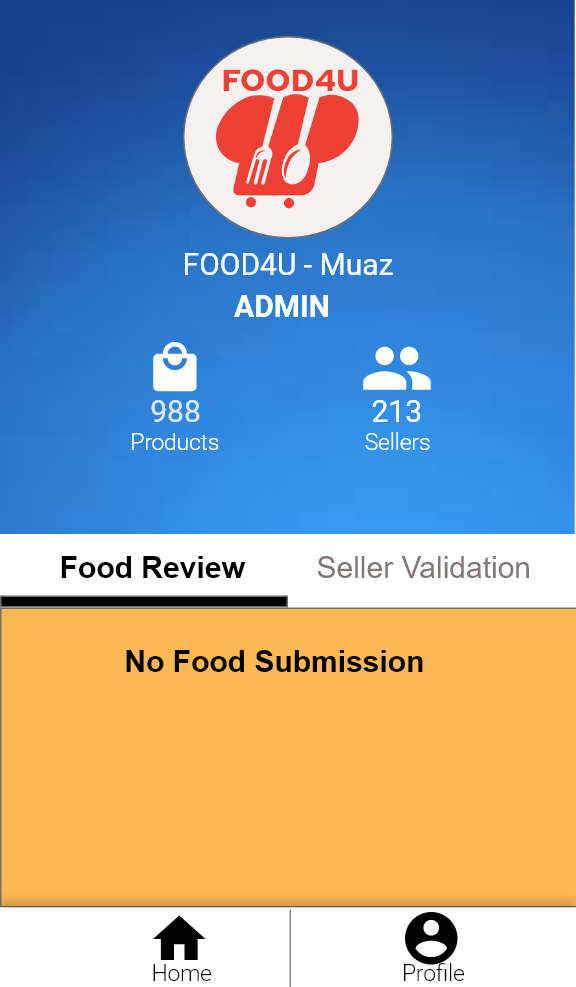 FOOD4U
FOOD4U - Muaz
ADMIN
988
213
Products
Sellers
Food Review
Seller Validation
No Food Submission
Home
Profile